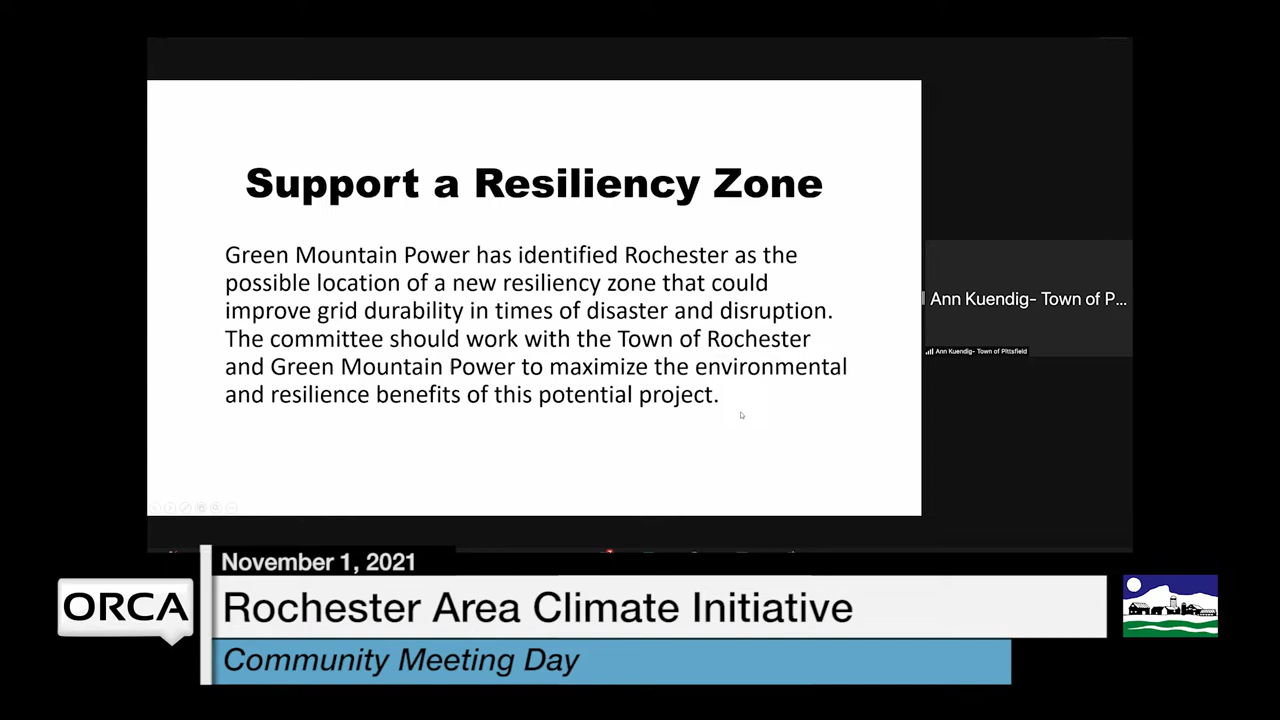 Support a Resiliency Zone
Green Mountain Power has identified Rochester as the
possible location of a new resiliency zone that could
improve grid durability in times of disaster and disruption.
The committee should work with the Town of Rochester
and Green Mountain Power to maximize the environmental
and resilience benefits of this potential project.
Ann Kuendig- Town of P...
Ann Kuendig- Town of Pittsfield
November 1, 2021
ORCA
Rochester Area Climate Initiative
Community Meeting Day